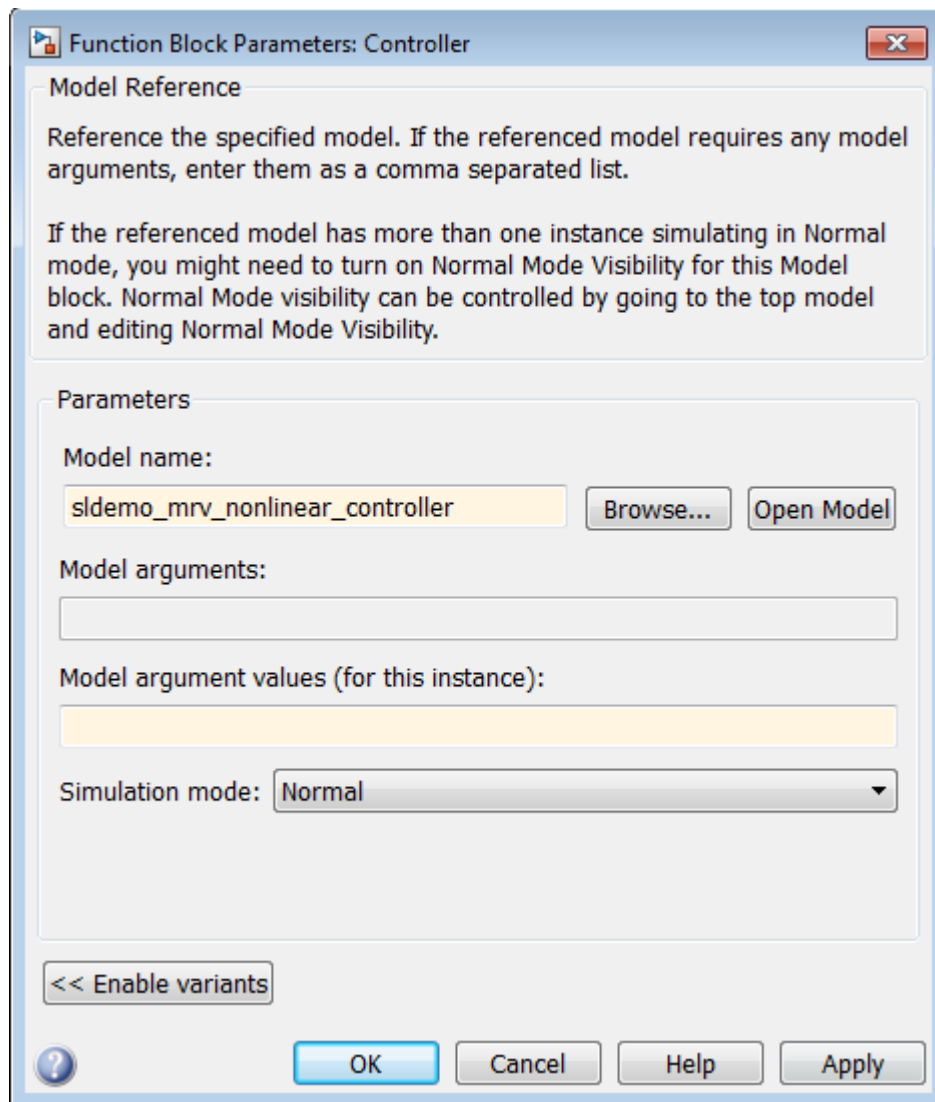 Function Block Parameters: Controller
Model Reference
Reference the specified model. If the referenced model requires any model
arguments, enter them as a comma separated list.
If the referenced model has more than one instance simulating in Normal
mode, you might need to turn on Normal Mode Visibility for this Model
block. Normal Mode visibility can be controlled by going to the top model
and editing Normal Mode Visibility.
Parameters
Model name:
sldemo_mrv_nonlinear_controller Browse... Open Model
Model arguments:
Model argument values (for this instance):
Simulation mode: Normal
<< Enable variants
? OK Cancel Help Apply